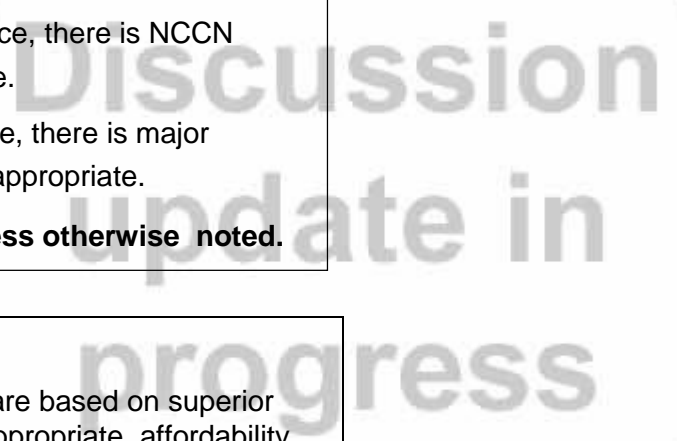 ce, there is NCCN
Discussion
e.
e, there is major
appropriate.
update in
ess otherwise noted.
progress
are based on superior
ppropriate, affordability